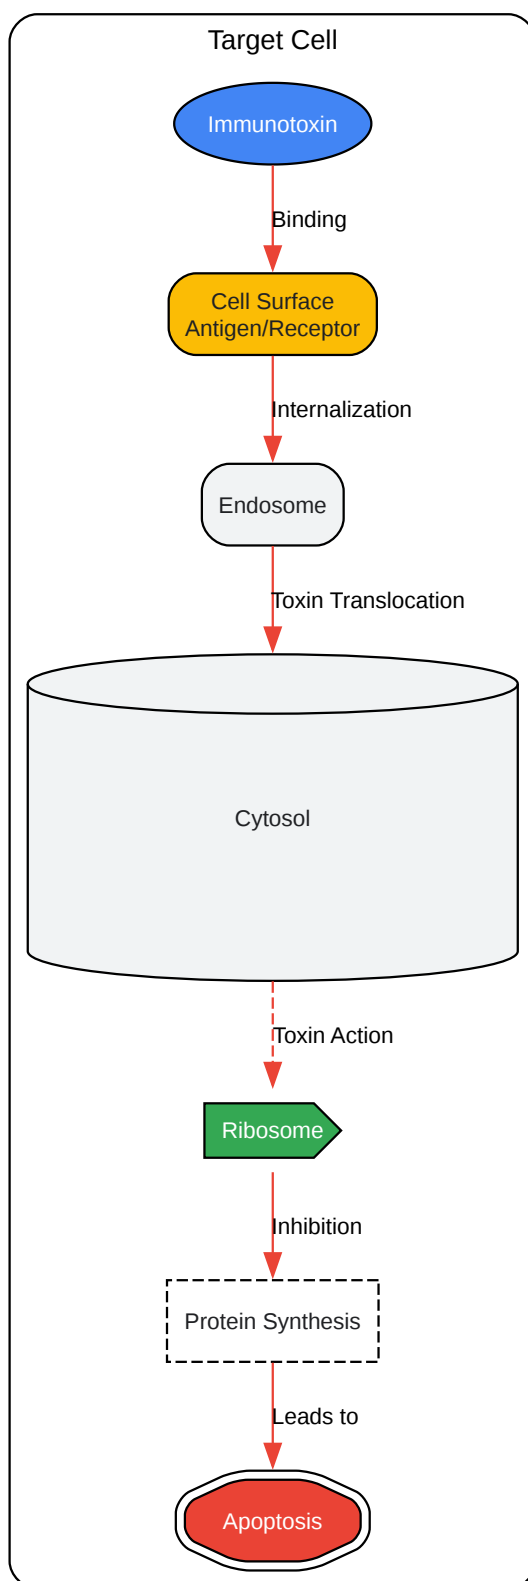 Target Cell
Immunotoxin
Binding
Cell Surface
Antigen/Receptor
Internalization
Endosome
Toxin Translocation
Cytosol
Toxin Action
Ribosome
Inhibition
Protein Synthesis
Leads to
Apoptosis